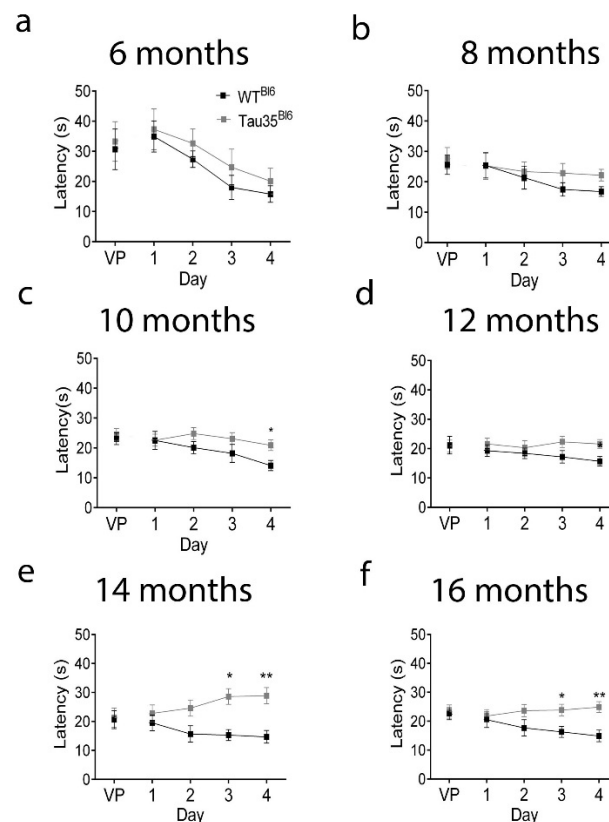 a
6 months
50
40
30
20
10
0
Latency (s)
WT^Bl6
Tau35^Bl6
VP 1 2 3 4
Day
b
8 months
50
40
30
20
10
0
Latency (s)
VP 1 2 3 4
Day
c
10 months
50
40
30
20
10
0
Latency(s)
*
VP 1 2 3 4
Day
d
12 months
50
40
30
20
10
0
Latency (s)
*
VP 1 2 3 4
Day
e
14 months
50
40
30
20
10
0
Latency (s)
* **
VP 1 2 3 4
Day
f
16 months
50
40
30
20
10
0
Latency (s)
* **
VP 1 2 3 4
Day